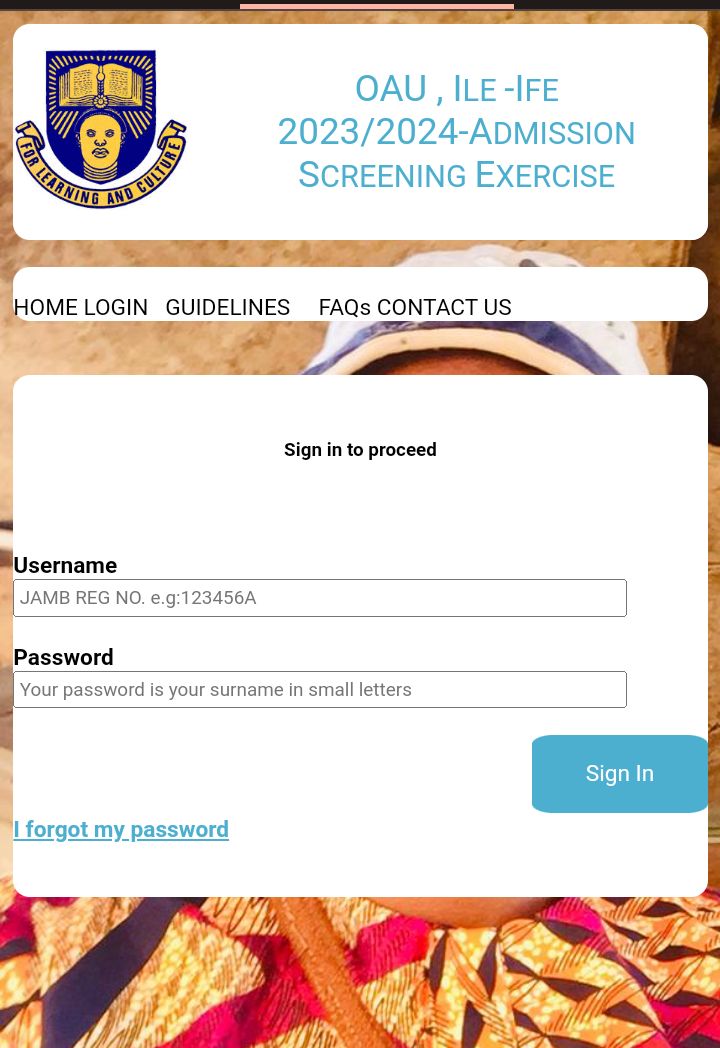 FOR LEARNING AND CULTURE
OAU , ILE -IFE
2023/2024-ADMISSION
SCREENING EXERCISE
HOME LOGIN GUIDELINES FAQs CONTACT US
Sign in to proceed
Username
JAMB REG NO. e.g:123456A
Password
Your password is your surname in small letters
Sign In
I forgot my password